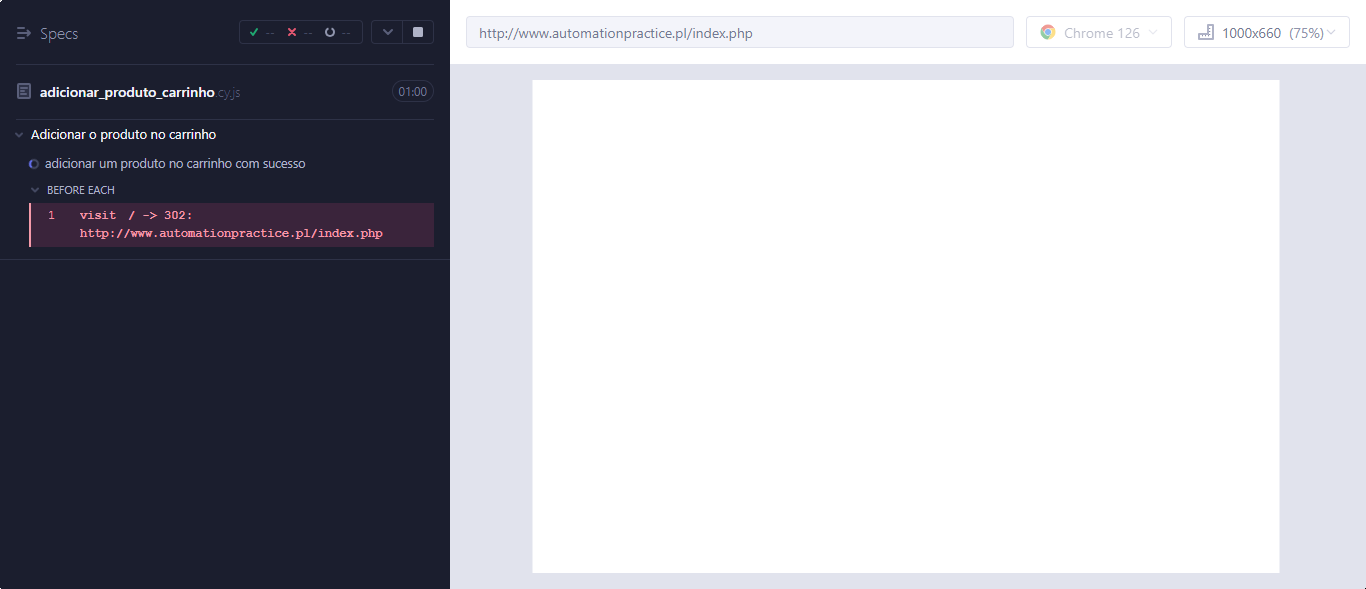 Specs
-- -- --
http://www.automationpractice.pl/index.php
Chrome 126
1000x660 (75%)
adicionar_produto_carrinho.cy.js
01:00
Adicionar o produto no carrinho
adicionar um produto no carrinho com sucesso
BEFORE EACH
1 visit / -> 302:
http://www.automationpractice.pl/index.php